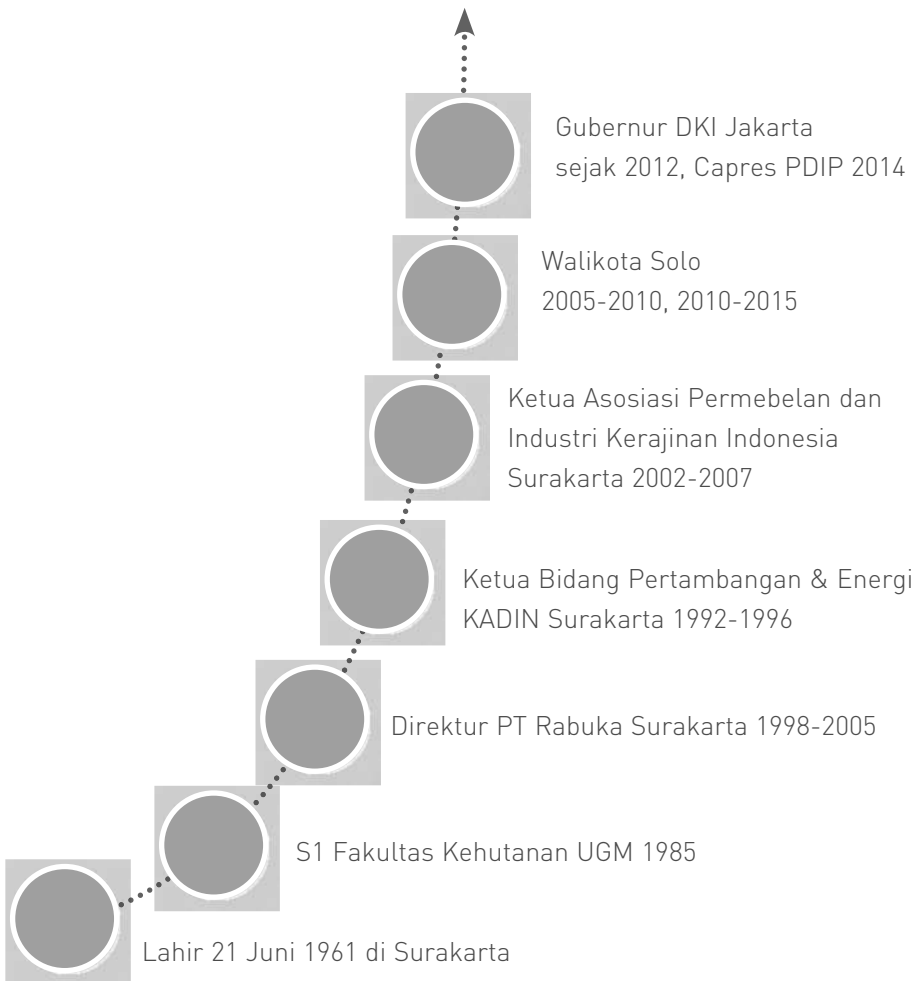 Gubernur DKI Jakarta
sejak 2012, Capres PDIP 2014
Walikota Solo
2005-2010, 2010-2015
Ketua Asosiasi Permebelan dan
Industri Kerajinan Indonesia
Surakarta 2002-2007
Ketua Bidang Pertambangan & Energi
KADIN Surakarta 1992-1996
Direktur PT Rabuka Surakarta 1998-2005
S1 Fakultas Kehutanan UGM 1985
Lahir 21 Juni 1961 di Surakarta